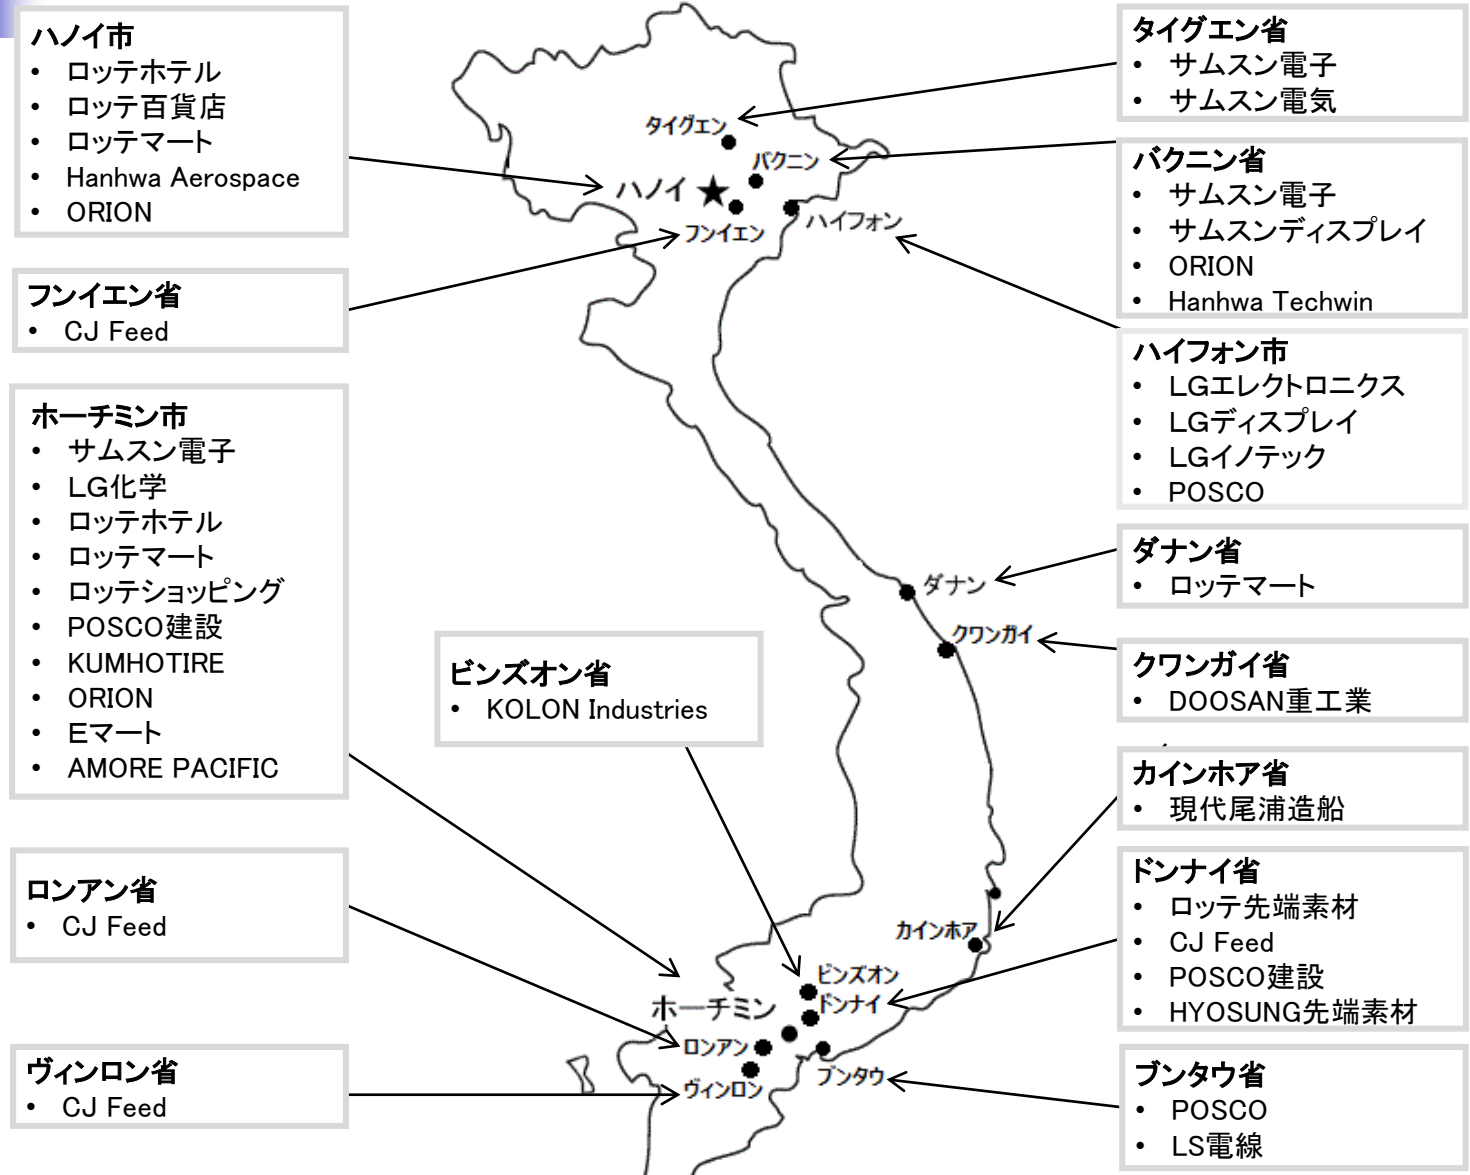 ハノイ市
• ロッテホテル
• ロッテ百貨店
• ロッテマート
• Hanhwa Aerospace
• ORION
フンイエン省
• CJ Feed
ホーチミン市
• サムスン電子
• LG化学
• ロッテホテル
• ロッテマート
• ロッテショッピング
• POSCO建設
• KUMHOTIRE
• ORION
• Eマート
• AMORE PACIFIC
ロンアン省
• CJ Feed
ヴィンロン省
• CJ Feed
ビンズオン省
• KOLON Industries
タイグエン
バクニン
ハノイ
フンイエン
ハイフォン
ダナン
クワンガイ
カインホア
ビンズオン
ドンナイ
ホーチミン
ロンアン
ヴィンロン
ブンタウ
タイグエン省
• サムスン電子
• サムスン電気
バクニン省
• サムスン電子
• サムスンディスプレイ
• ORION
• Hanhwa Techwin
ハイフォン市
• LGエレクトロニクス
• LGディスプレイ
• LGイノテック
• POSCO
ダナン省
• ロッテマート
クワンガイ省
• DOOSAN重工業
カインホア省
• 現代尾浦造船
ドンナイ省
• ロッテ先端素材
• CJ Feed
• POSCO建設
• HYOSUNG先端素材
ブンタウ省
• POSCO
• LS電線